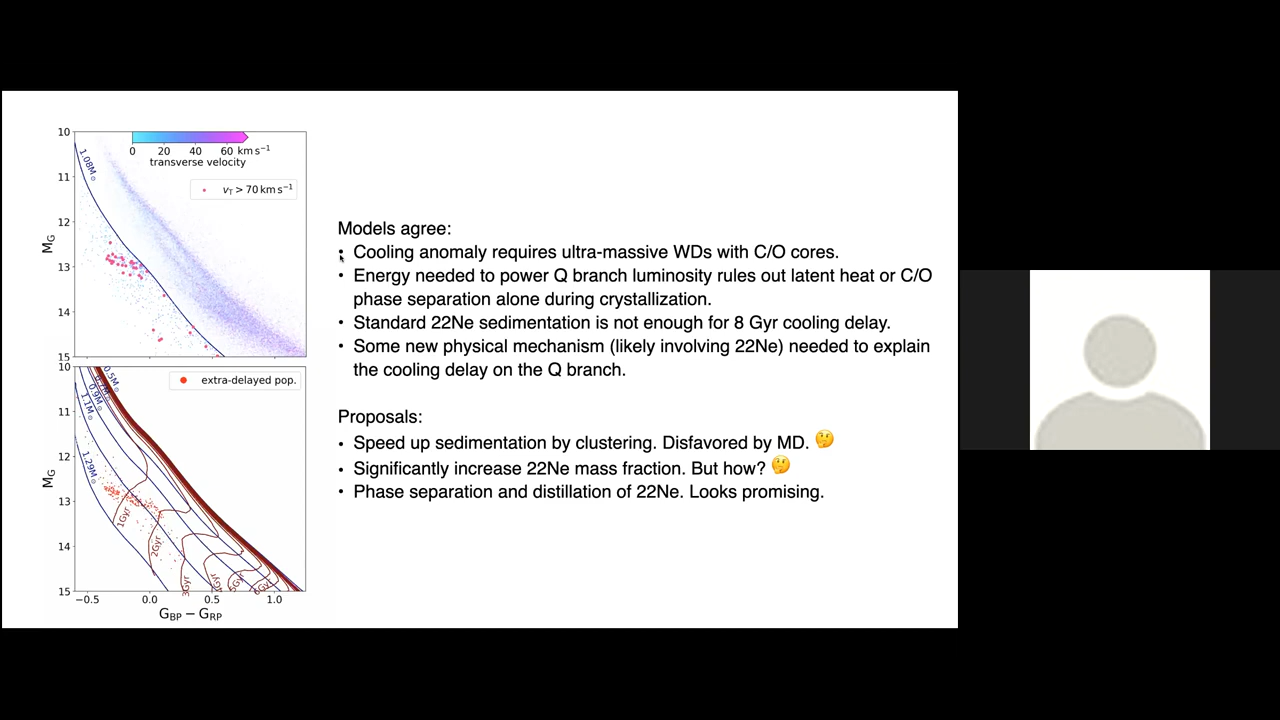 10
0 20 40 60 km s⁻¹
transverse velocity
1.08M⊙
11
v_T > 70 km s⁻¹
12
M_G
13
14
15
10
0.5M⊙
extra-delayed pop.
0.9M⊙
11
1.1M⊙
12
1.29M⊙
M_G
13
1Gyr
2Gyr
14
3Gyr
15
−0.5 0.0 0.5 1.0
G_BP − G_RP
Models agree:
• Cooling anomaly requires ultra-massive WDs with C/O cores.
• Energy needed to power Q branch luminosity rules out latent heat or C/O
phase separation alone during crystallization.
• Standard 22Ne sedimentation is not enough for 8 Gyr cooling delay.
• Some new physical mechanism (likely involving 22Ne) needed to explain
the cooling delay on the Q branch.
Proposals:
• Speed up sedimentation by clustering. Disfavored by MD. 🤔
• Significantly increase 22Ne mass fraction. But how? 🤔
• Phase separation and distillation of 22Ne. Looks promising.